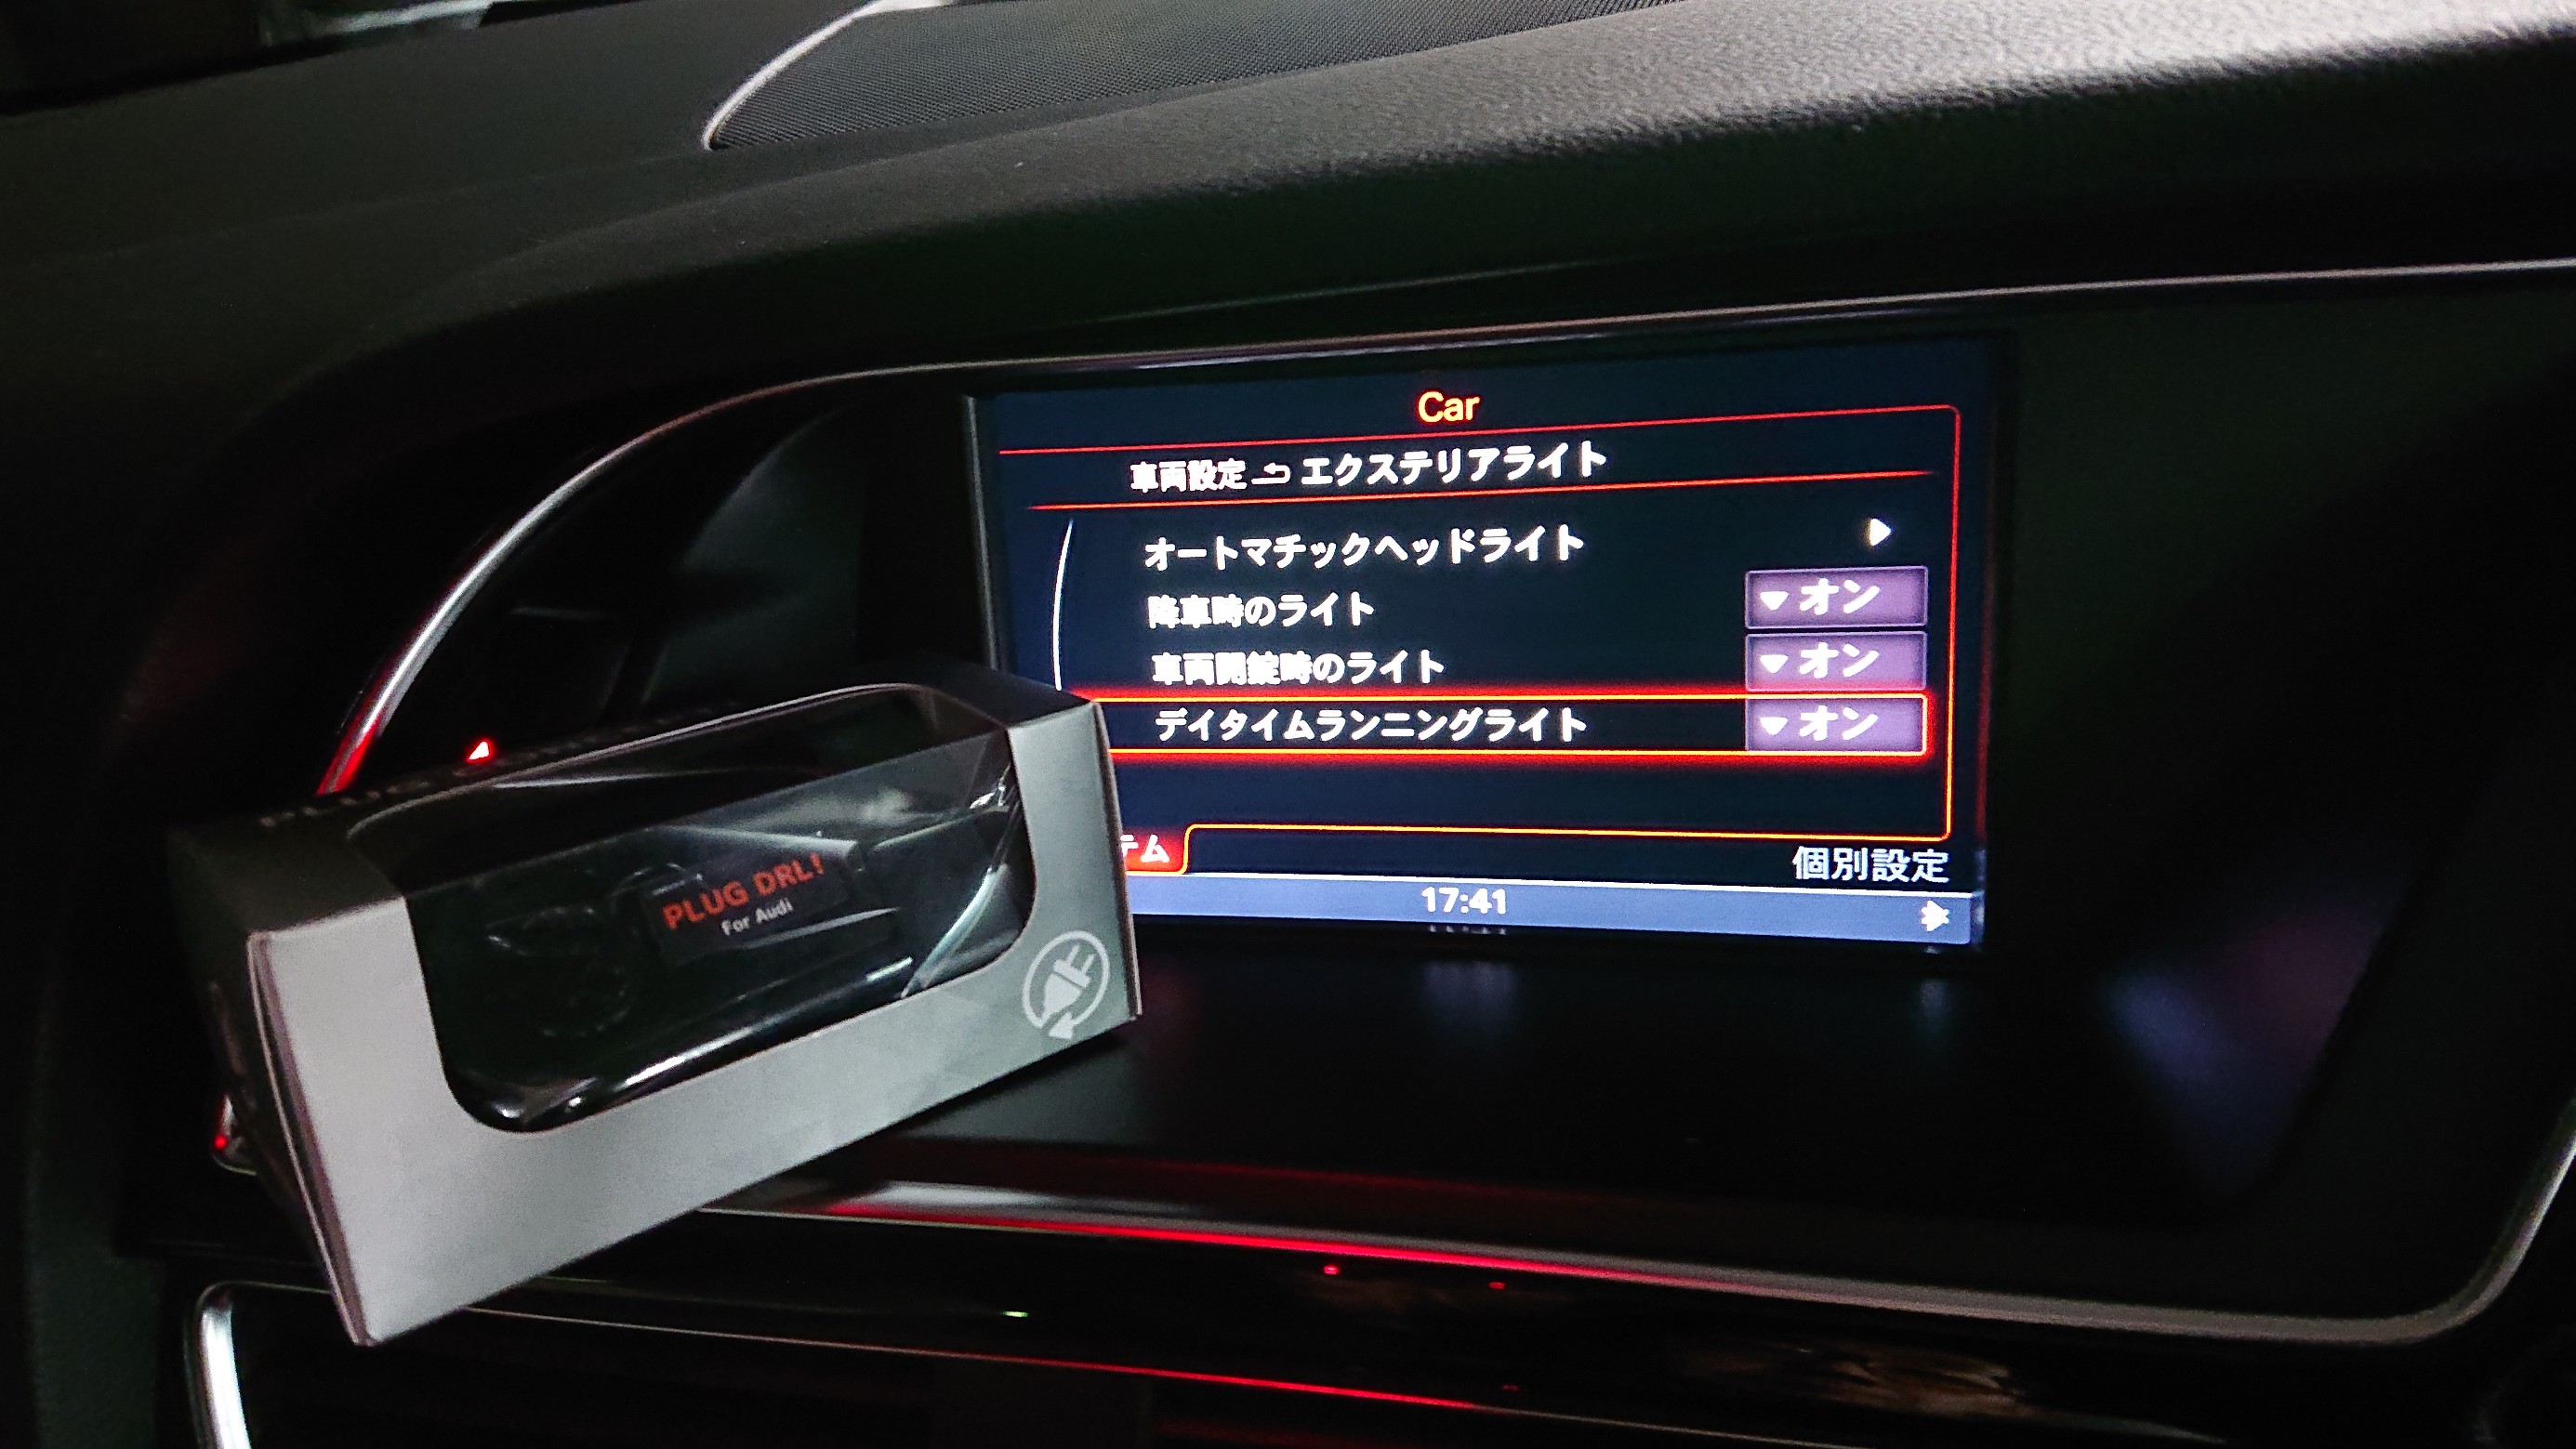 Car
車両設定 エクステリアライト
オートマチックヘッドライト
降車時のライト オン
車両開錠時のライト オン
デイタイムランニングライト オン
テム
個別設定
17:41
PLUG DRL!
For Audi